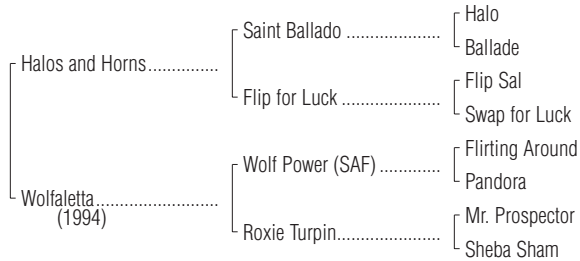 Halo
Saint Ballado ....................
Ballade
Halos and Horns...............
Flip Sal
Flip for Luck .....................
Swap for Luck
Flirting Around
Wolf Power (SAF) .............
Pandora
Wolfaletta..........................
(1994)
Mr. Prospector
Roxie Turpin......................
Sheba Sham